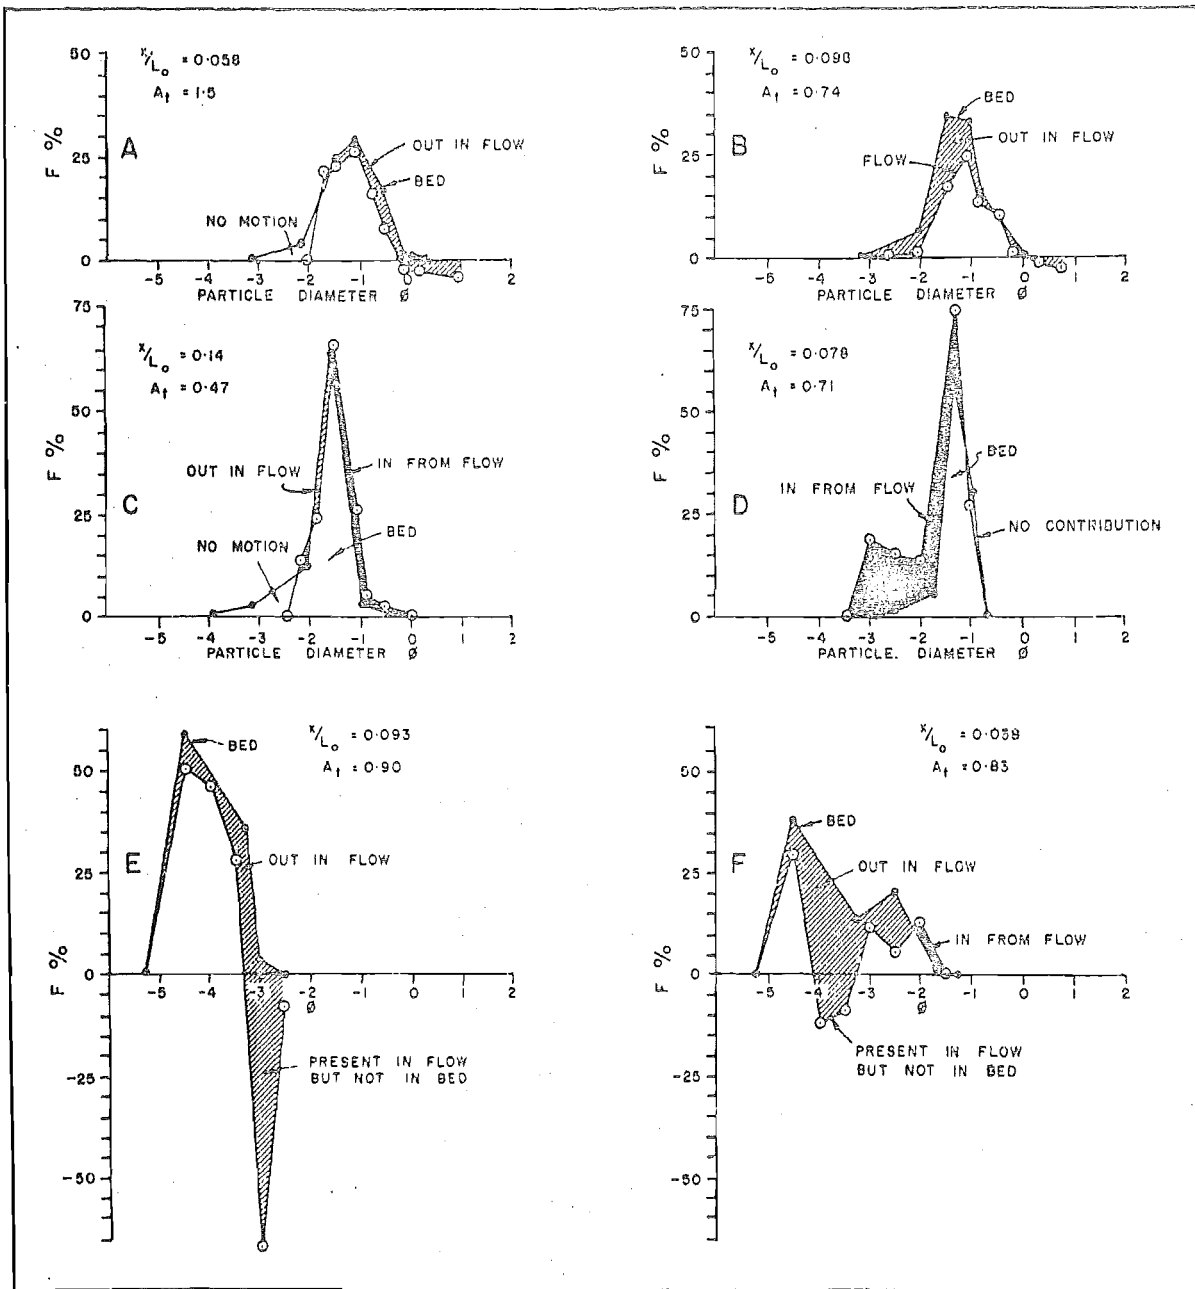 50
x/Lo = 0.058
At = 1.5
A
OUT IN FLOW
BED
25
F %
NO MOTION
0
-5 -4 -3 -2 -1 0 1 2
PARTICLE DIAMETER Ø
50
x/Lo = 0.098
At = 0.74
B
BED
OUT IN FLOW
FLOW
25
F %
0
-5 -4 -3 -2 -1 0 1 2
PARTICLE DIAMETER Ø
75
x/Lo = 0.14
At = 0.47
50
F %
OUT IN FLOW
IN FROM FLOW
C
BED
25
NO MOTION
0
-5 -4 -3 -2 -1 0 1 2
PARTICLE DIAMETER Ø
75
x/Lo = 0.078
At = 0.71
50
F %
BED
IN FROM FLOW
D
NO CONTRIBUTION
25
0
-5 -4 -3 -2 -1 0 1 2
PARTICLE. DIAMETER Ø
BED
x/Lo = 0.093
At = 0.90
50
E
OUT IN FLOW
25
F %
0
-5 -4 -3 -2 -1 0 1 2
Ø
PRESENT IN FLOW
BUT NOT IN BED
-25
-50
x/Lo = 0.058
At = 0.83
50
BED
F
OUT IN FLOW
25
IN FROM FLOW
F %
0
-5 -4 -3 -2 -1 0 1 2
Ø
PRESENT IN FLOW
BUT NOT IN BED
-25
-50